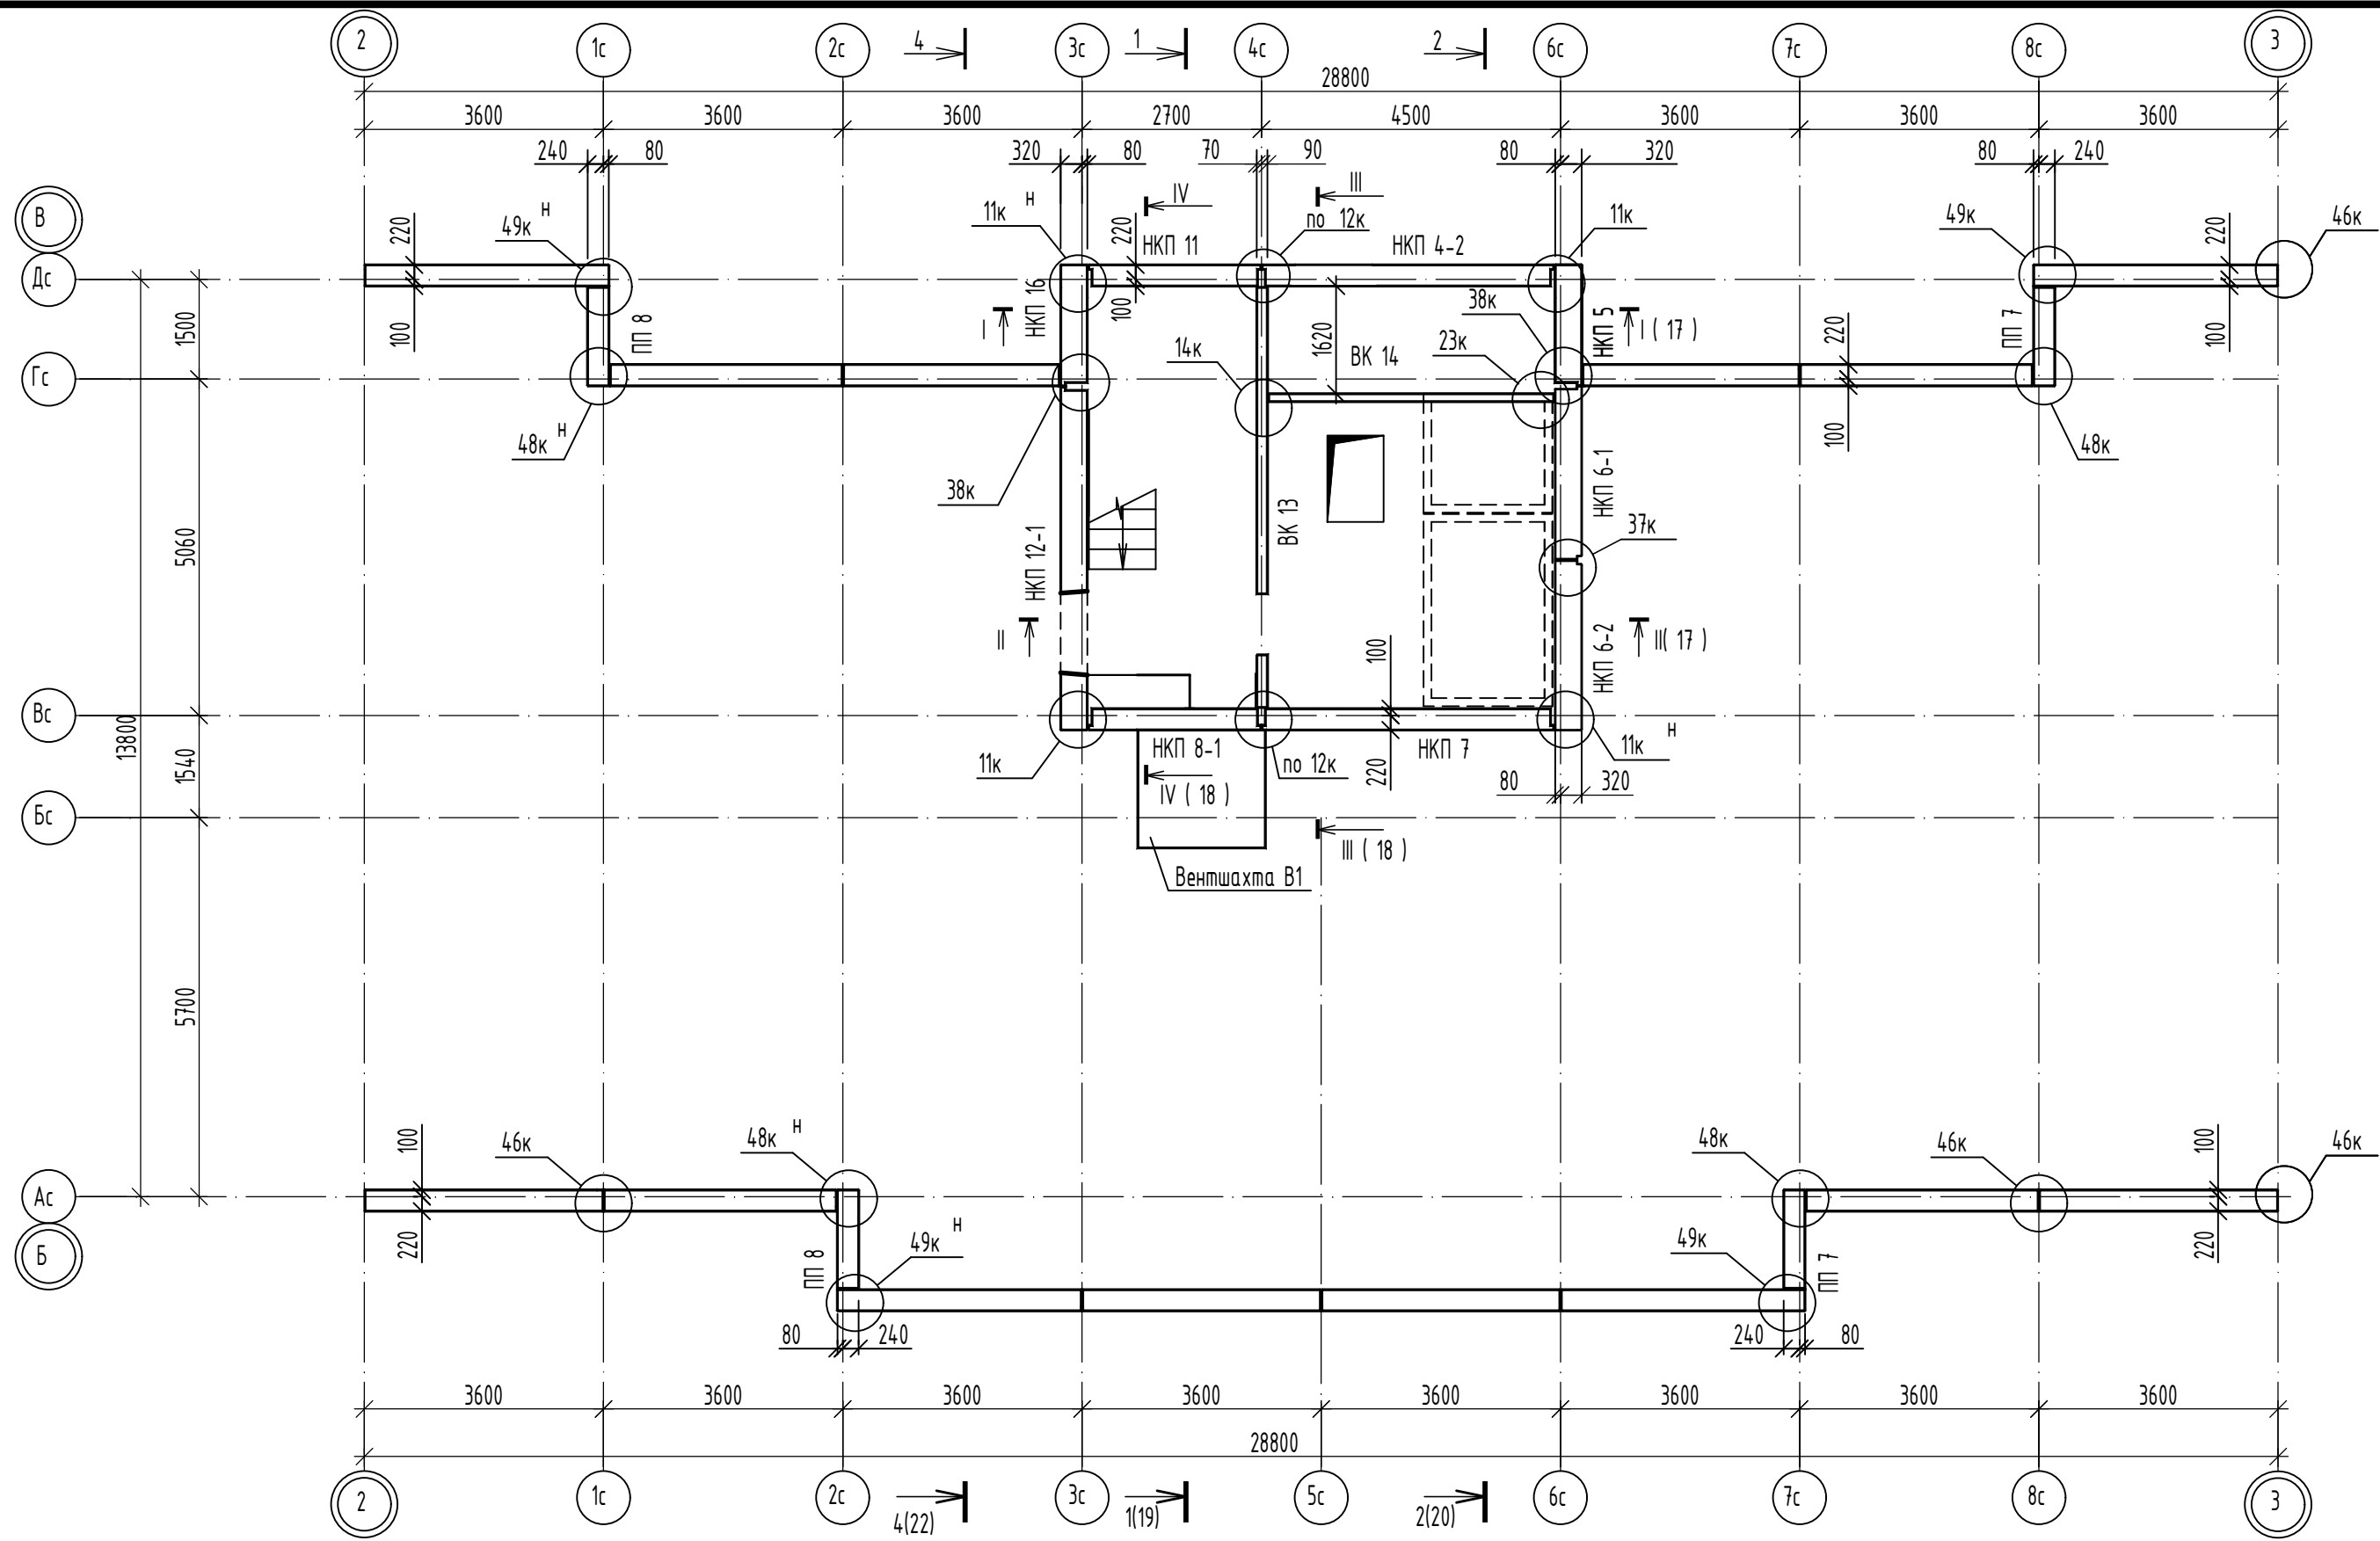 2 1с 2с 4 3с 1 4с 2 6с 7с 8с 3
28800
3600 3600 3600 2700 4500 3600 3600 3600
240 80 320 80 70 90 80 320 80 240
В
Дс
Гс
Вс
Бс
Ас
Б
220
100
49к н
11к н
220
100
НКП 11
IV
III
по 12к
НКП 4-2
11к
49к
220
100
46к
1500
ПП 8
I
НКП 16
38к
1620
ВК 14
23к
14к
НКП 5
I ( 17 )
220
100
ПП 7
48к н
38к
48к
5060
НКП 12-1
ВК 13
НКП 6-1
37к
II
100
НКП 6-2
II( 17 )
13800
1540
11к
НКП 8-1
IV ( 18 )
по 12к
220
НКП 7
11к н
80 320
III ( 18 )
Вентшахта В1
5700
100
220
46к
48к н
48к
46к
100
220
46к
ПП 8
49к н
49к
ПП 7
80 240
240 80
3600 3600 3600 3600 3600 3600 3600 3600
28800
2 1с 2с 4(22) 3с 1(19) 5с 2(20) 6с 7с 8с 3